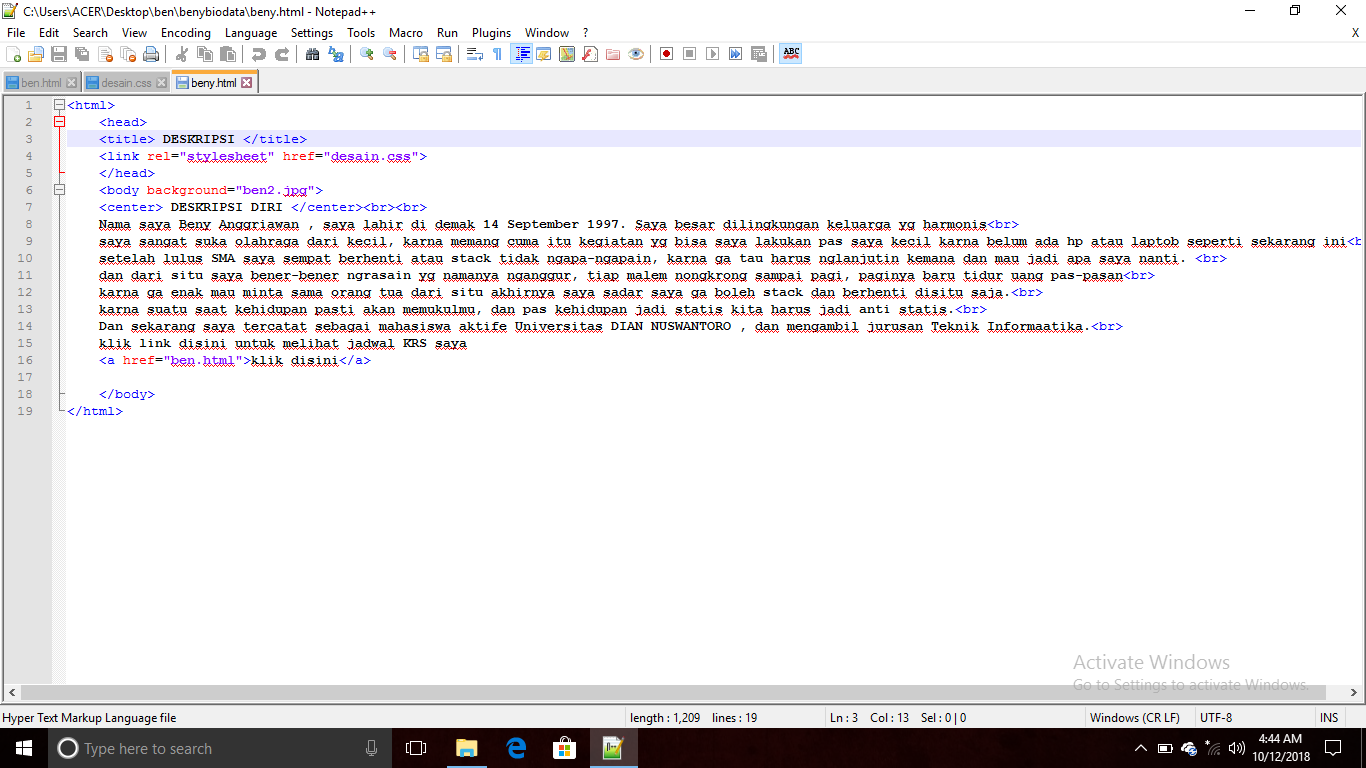 C:\Users\ACER\Desktop\ben\benybiodata\beny.html - Notepad++
File Edit Search View Encoding Language Settings Tools Macro Run Plugins Window ? X
ABC
ben.html desain.css beny.html
1 <html>
2 <head>
3 <title> DESKRIPSI </title>
4 <link rel="stylesheet" href="desain.css">
5 </head>
6 <body background="ben2.jpg">
7 <center> DESKRIPSI DIRI </center><br><br>
8 Nama saya Beny Anggriawan , saya lahir di demak 14 September 1997. Saya besar dilingkungan keluarga yg harmonis<br>
9 saya sangat suka olahraga dari kecil, karna memang cuma itu kegiatan yg bisa saya lakukan pas saya kecil karna belum ada hp atau laptob seperti sekarang ini<b
10 setelah lulus SMA saya sempat berhenti atau stack tidak ngapa-ngapain, karna ga tau harus nglanjutin kemana dan mau jadi apa saya nanti. <br>
11 dan dari situ saya bener-bener ngrasain yg namanya nganggur, tiap malem nongkrong sampai pagi, paginya baru tidur uang pas-pasan<br>
12 karna ga enak mau minta sama orang tua dari situ akhirnya saya sadar saya ga boleh stack dan berhenti disitu saja.<br>
13 karna suatu saat kehidupan pasti akan memukulmu, dan pas kehidupan jadi statis kita harus jadi anti statis.<br>
14 Dan sekarang saya tercatat sebagai mahasiswa aktife Universitas DIAN NUSWANTORO , dan mengambil jurusan Teknik Informaatika.<br>
15 klik link disini untuk melihat jadwal KRS saya
16 <a href="ben.html">klik disini</a>
17
18 </body>
19 </html>
Activate Windows
Go to Settings to activate Windows.
Hyper Text Markup Language file length : 1,209 lines : 19 Ln : 3 Col : 13 Sel : 0 | 0 Windows (CR LF) UTF-8 INS
Type here to search
4:44 AM
10/12/2018